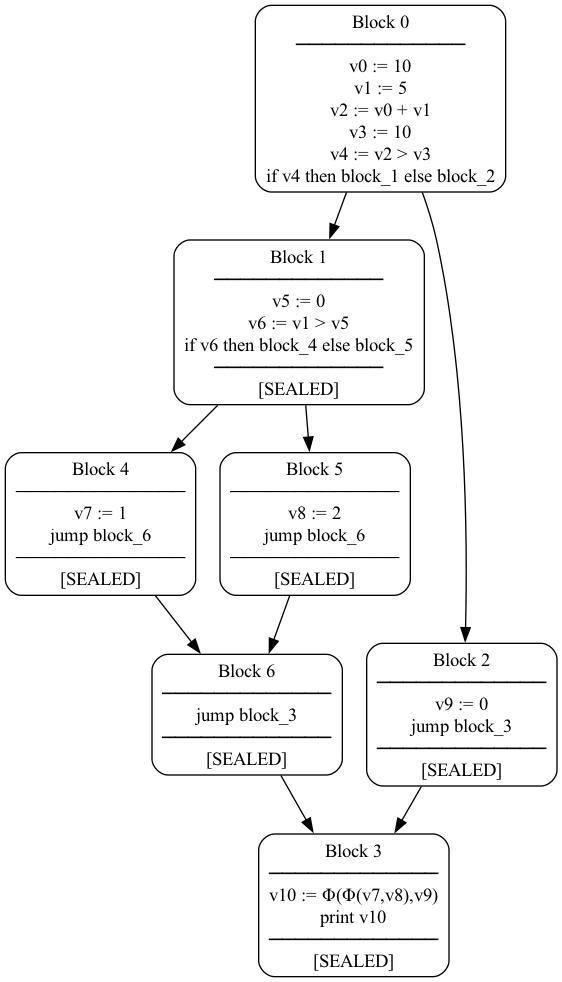 Block 0
v0 := 10
v1 := 5
v2 := v0 + v1
v3 := 10
v4 := v2 > v3
if v4 then block_1 else block_2
Block 1
v5 := 0
v6 := v1 > v5
if v6 then block_4 else block_5
[SEALED]
Block 4
v7 := 1
jump block_6
[SEALED]
Block 5
v8 := 2
jump block_6
[SEALED]
Block 6
jump block_3
[SEALED]
Block 2
v9 := 0
jump block_3
[SEALED]
Block 3
v10 := Φ(Φ(v7,v8),v9)
print v10
[SEALED]